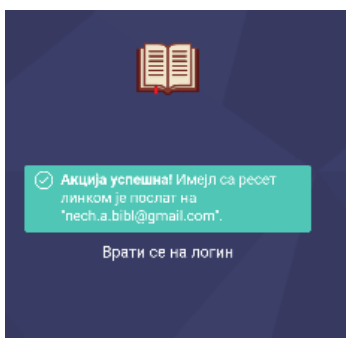 Акција успешна! Имејл са ресет
линком је послат на
"nech.a.bibl@gmail.com".
Врати се на логин